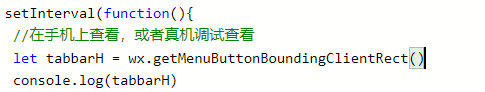 setInterval(function(){
//在手机上查看，或者真机调试查看
let tabbarH = wx.getMenuButtonBoundingClientRect()
console.log(tabbarH)